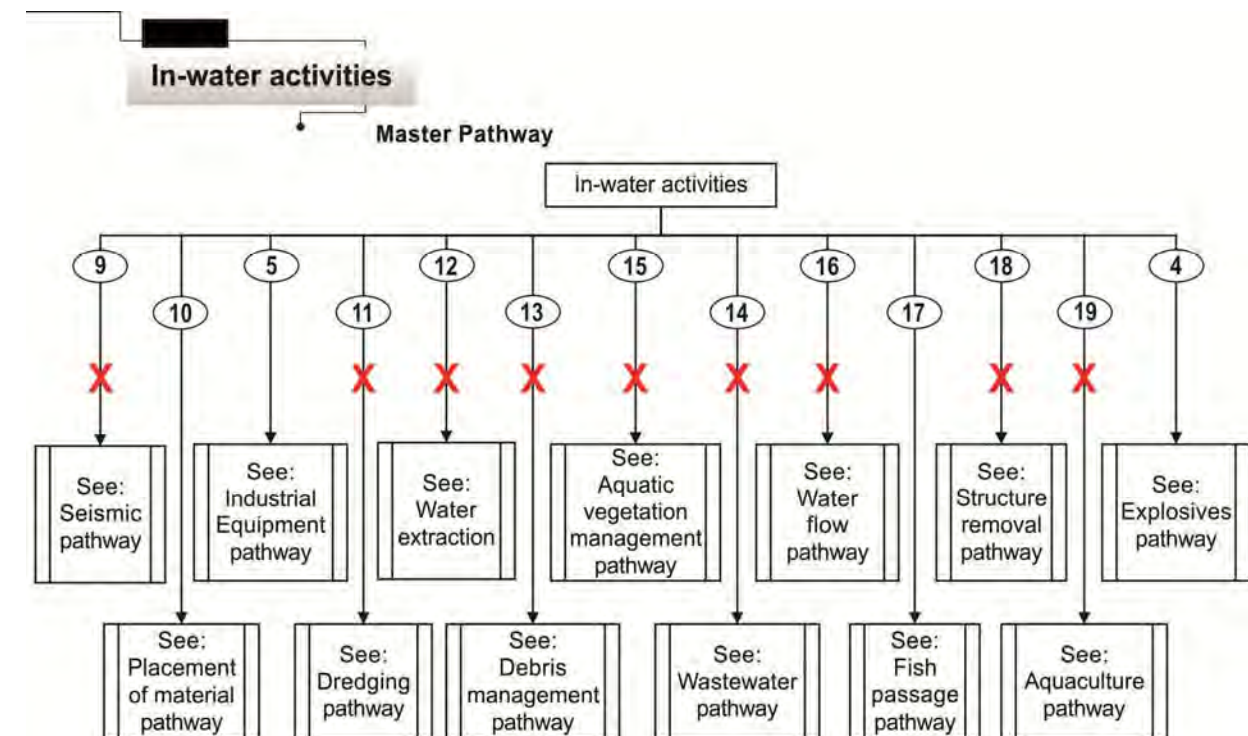 In-water activities
Master Pathway
In-water activities
9
5
12
15
16
18
4
10
11
13
14
17
19
X
X
X
X
X
X
X
X
X
See:
Seismic
pathway
See:
Industrial
Equipment
pathway
See:
Water
extraction
See:
Aquatic
vegetation
management
pathway
See:
Water
flow
pathway
See:
Structure
removal
pathway
See:
Explosives
pathway
See:
Placement
of material
pathway
See:
Dredging
pathway
See:
Debris
management
pathway
See:
Wastewater
pathway
See:
Fish
passage
pathway
See:
Aquaculture
pathway